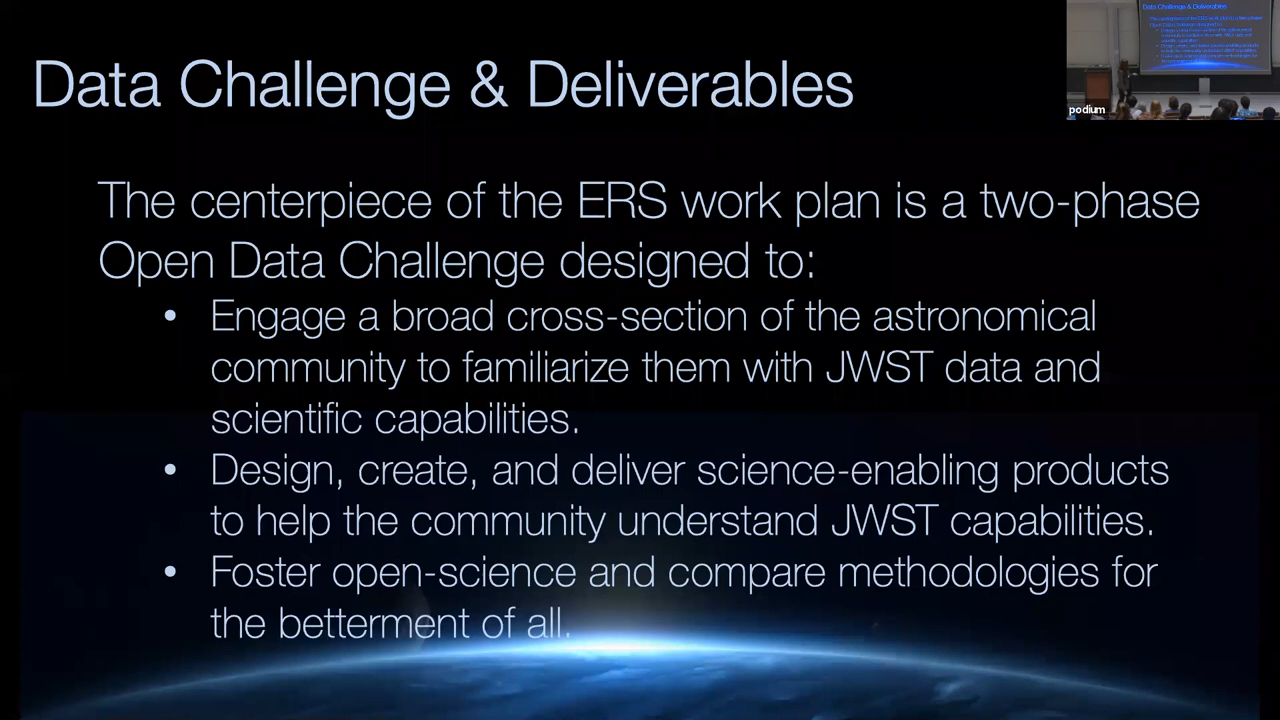 Data Challenge & Deliverables
podium
The centerpiece of the ERS work plan is a two-phase
Open Data Challenge designed to:
• Engage a broad cross-section of the astronomical
community to familiarize them with JWST data and
scientific capabilities.
• Design, create, and deliver science-enabling products
to help the community understand JWST capabilities.
• Foster open-science and compare methodologies for
the betterment of all.